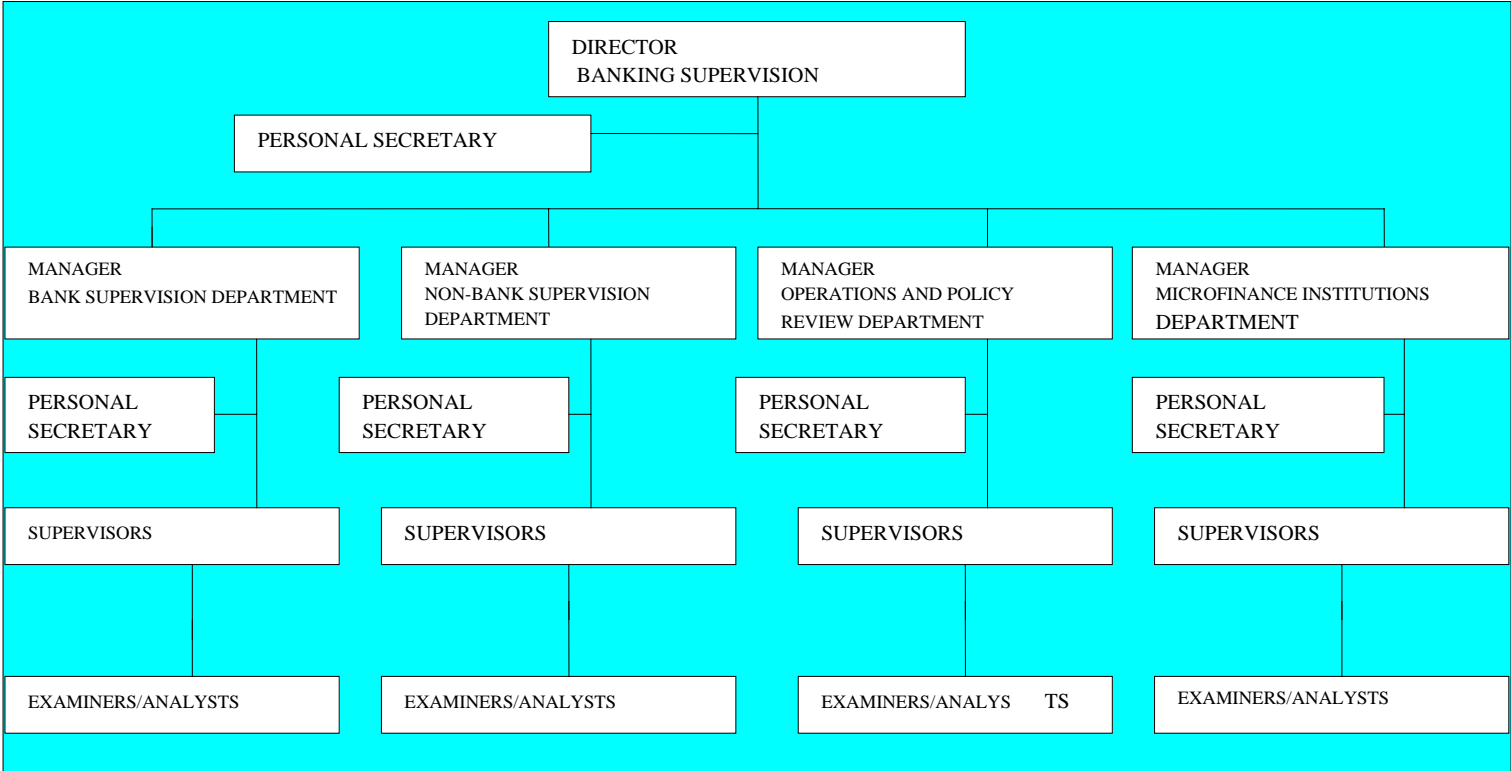 DIRECTOR
BANKING SUPERVISION
PERSONAL SECRETARY
MANAGER
BANK SUPERVISION DEPARTMENT
MANAGER
NON-BANK SUPERVISION
DEPARTMENT
MANAGER
OPERATIONS AND POLICY
REVIEW DEPARTMENT
MANAGER
MICROFINANCE INSTITUTIONS
DEPARTMENT
PERSONAL
SECRETARY
PERSONAL
SECRETARY
PERSONAL
SECRETARY
PERSONAL
SECRETARY
SUPERVISORS
SUPERVISORS
SUPERVISORS
SUPERVISORS
EXAMINERS/ANALYSTS
EXAMINERS/ANALYSTS
EXAMINERS/ANALYS TS
EXAMINERS/ANALYSTS